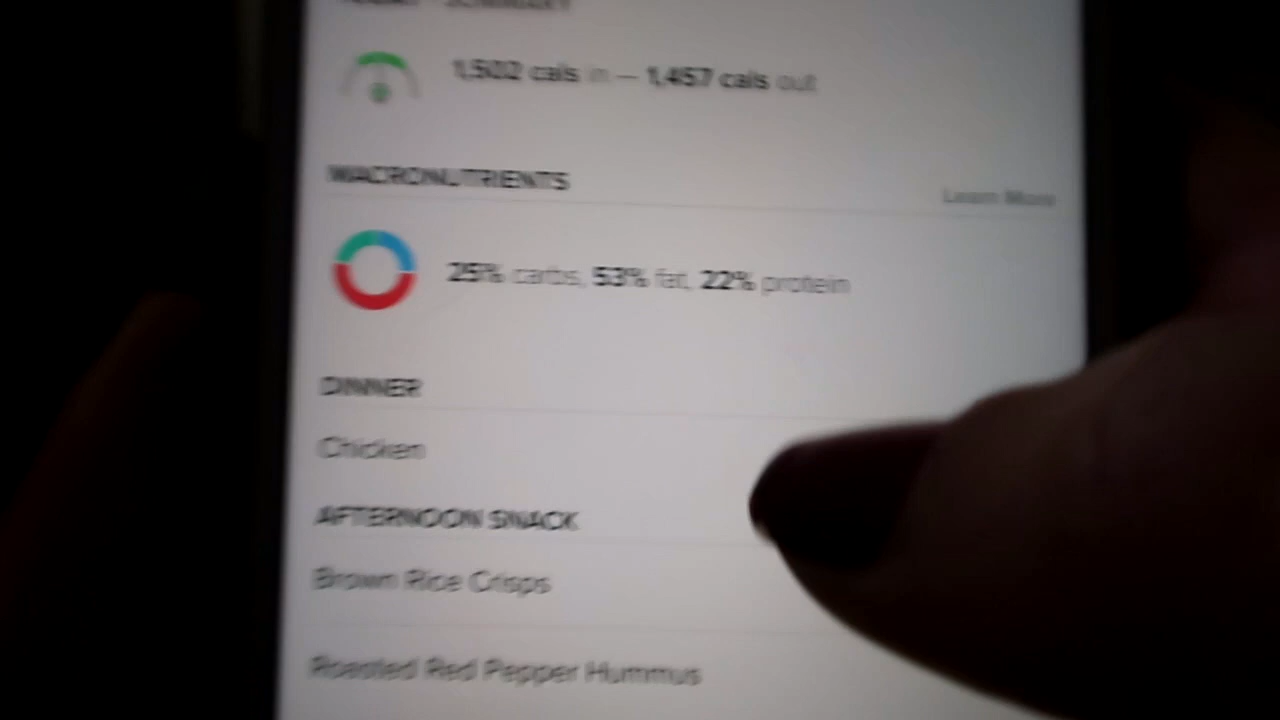 1,502 cals in — 1,457 cals out
MACRONUTRIENTS
Learn More
25% carbs, 53% fat, 22% protein
DINNER
Chicken
AFTERNOON SNACK
Brown Rice Crisps
Roasted Red Pepper Hummus